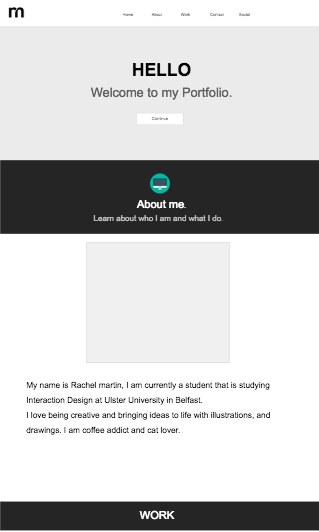 m
Home About Work Contact Social
HELLO
Welcome to my Portfolio.
Continue
About me.
Learn about who I am and what I do.
My name is Rachel martin, I am currently a student that is studying
Interaction Design at Ulster University in Belfast.
I love being creative and bringing ideas to life with illustrations, and
drawings. I am coffee addict and cat lover.
WORK